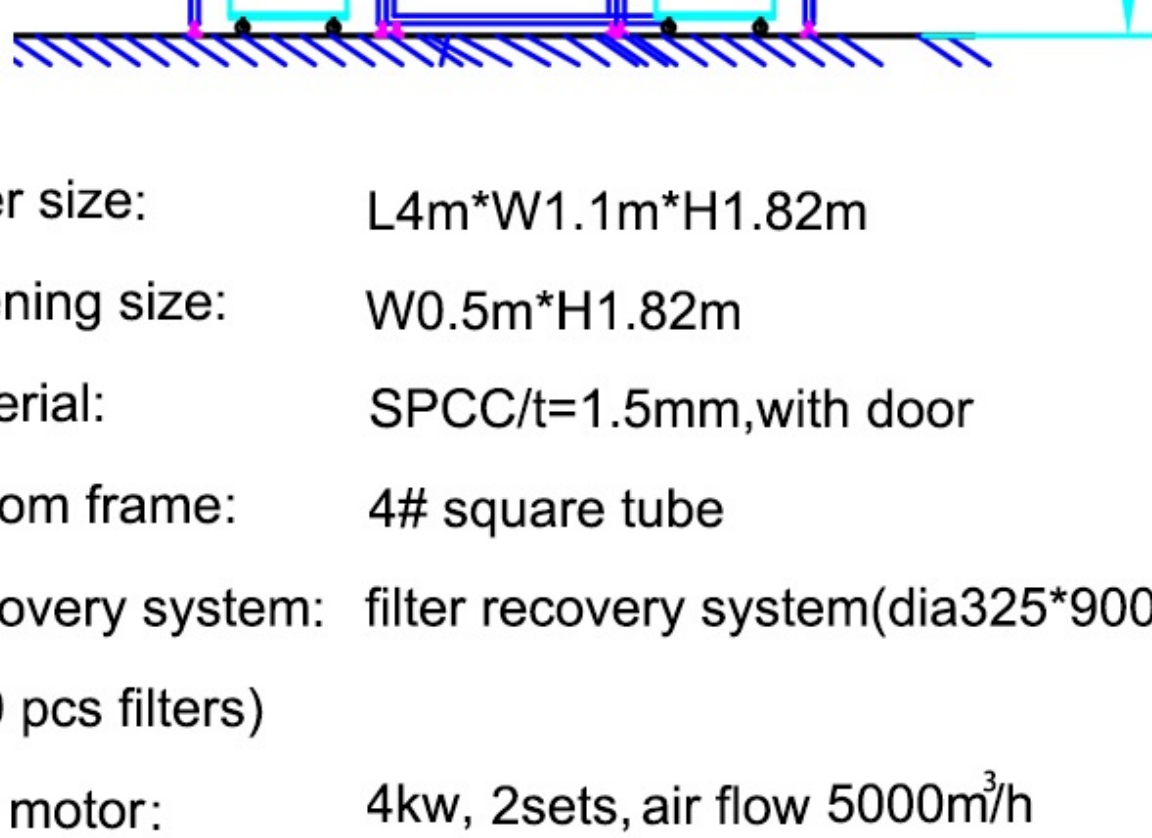 er size: L4m*W1.1m*H1.82m
ning size: W0.5m*H1.82m
erial: SPCC/t=1.5mm,with door
om frame: 4# square tube
overy system: filter recovery system(dia325*900
pcs filters)
motor: 4kw, 2sets, air flow 5000m³/h